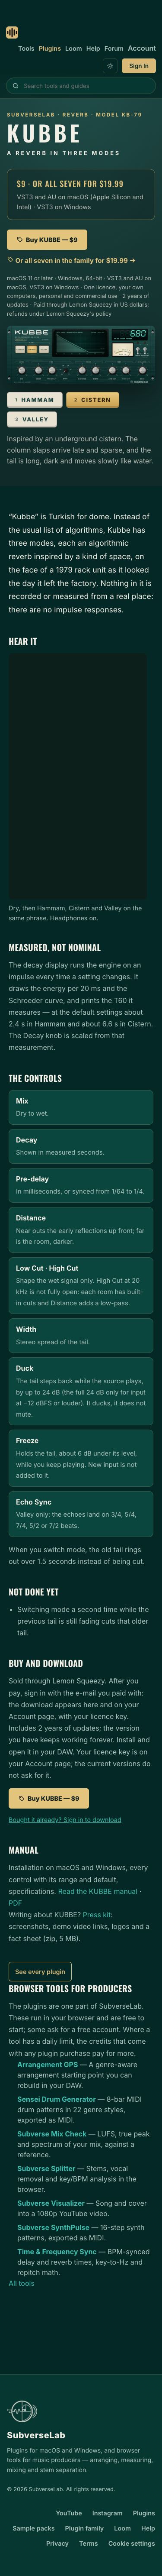 Tools Plugins Loom Help Forum Account
Sign In
Search tools and guides
SUBVERSELAB · REVERB · MODEL KB-79
KUBBE
A REVERB IN THREE MODES
$9 · OR ALL SEVEN FOR $19.99
VST3 and AU on macOS (Apple Silicon and
Intel) · VST3 on Windows
Buy KUBBE — $9
Or all seven in the family for $19.99 →
macOS 11 or later · Windows, 64-bit · VST3 and AU on
macOS, VST3 on Windows · One licence, your own
computers, personal and commercial use · 2 years of
updates · Paid through Lemon Squeezy in US dollars;
refunds under Lemon Squeezy's policy
KUBBE
680
1 HAMMAM
2 CISTERN
3 VALLEY
Inspired by an underground cistern. The
column slaps arrive late and sparse, and the
tail is long, dark and moves slowly like water.
“Kubbe” is Turkish for dome. Instead of
the usual list of algorithms, Kubbe has
three modes, each an algorithmic
reverb inspired by a kind of space, on
the face of a 1979 rack unit as it looked
the day it left the factory. Nothing in it is
recorded or measured from a real place:
there are no impulse responses.
HEAR IT
Dry, then Hammam, Cistern and Valley on the
same phrase. Headphones on.
MEASURED, NOT NOMINAL
The decay display runs the engine on an
impulse every time a setting changes. It
draws the energy per 20 ms and the
Schroeder curve, and prints the T60 it
measures — at the default settings about
2.4 s in Hammam and about 6.6 s in Cistern.
The Decay knob is scaled from that
measurement.
THE CONTROLS
Mix
Dry to wet.
Decay
Shown in measured seconds.
Pre-delay
In milliseconds, or synced from 1/64 to 1/4.
Distance
Near puts the early reflections up front; far
is the room, darker.
Low Cut · High Cut
Shape the wet signal only. High Cut at 20
kHz is not fully open: each room has built-
in cuts and Distance adds a low-pass.
Width
Stereo spread of the tail.
Duck
The tail steps back while the source plays,
by up to 24 dB (the full 24 dB only for input
at −12 dBFS or louder). It ducks, it does not
mute.
Freeze
Holds the tail, about 6 dB under its level,
while you keep playing. New input is not
added to it.
Echo Sync
Valley only: the echoes land on 3/4, 5/4,
7/4, 5/2 or 7/2 beats.
When you switch mode, the old tail rings
out over 1.5 seconds instead of being cut.
NOT DONE YET
• Switching mode a second time while the
previous tail is still fading cuts that older
tail.
BUY AND DOWNLOAD
Sold through Lemon Squeezy. After you
pay, sign in with the e-mail you paid with:
the download appears here and on your
Account page, with your licence key.
Includes 2 years of updates; the version
you have keeps working forever. Install and
open it in your DAW. Your licence key is on
your Account page; the current versions do
not ask for it.
Buy KUBBE — $9
Bought it already? Sign in to download
MANUAL
Installation on macOS and Windows, every
control with its range and default,
specifications. Read the KUBBE manual ·
PDF
Writing about KUBBE? Press kit:
screenshots, demo video, links, logos and a
fact sheet (zip, 5 MB).
See every plugin
BROWSER TOOLS FOR PRODUCERS
The plugins are one part of SubverseLab.
These run in your browser and are free to
start; some ask for a free account. Where a
tool has a daily limit, the credits that come
with any plugin purchase pay for more.
Arrangement GPS — A genre-aware
arrangement starting point you can
rebuild in your DAW.
Sensei Drum Generator — 8-bar MIDI
drum patterns in 22 genre styles,
exported as MIDI.
Subverse Mix Check — LUFS, true peak
and spectrum of your mix, against a
reference.
Subverse Splitter — Stems, vocal
removal and key/BPM analysis in the
browser.
Subverse Visualizer — Song and cover
into a 1080p YouTube video.
Subverse SynthPulse — 16-step synth
patterns, exported as MIDI.
Time & Frequency Sync — BPM-synced
delay and reverb times, key-to-Hz and
repitch math.
All tools
SubverseLab
Plugins for macOS and Windows, and browser
tools for music producers — arranging, measuring,
mixing and stem separation.
© 2026 SubverseLab. All rights reserved.
YouTube Instagram Plugins
Sample packs Plugin family Loom Help
Privacy Terms Cookie settings